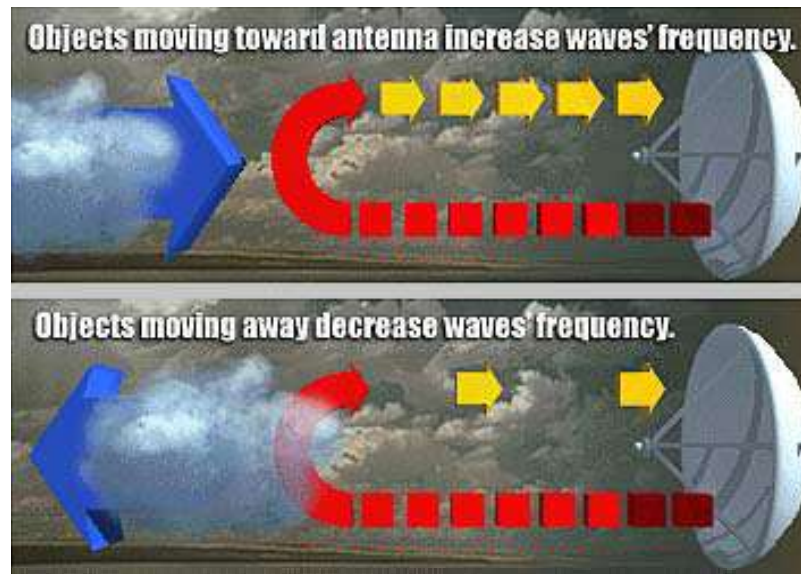 Objects moving toward antenna increase waves' frequency.
Objects moving away decrease waves' frequency.